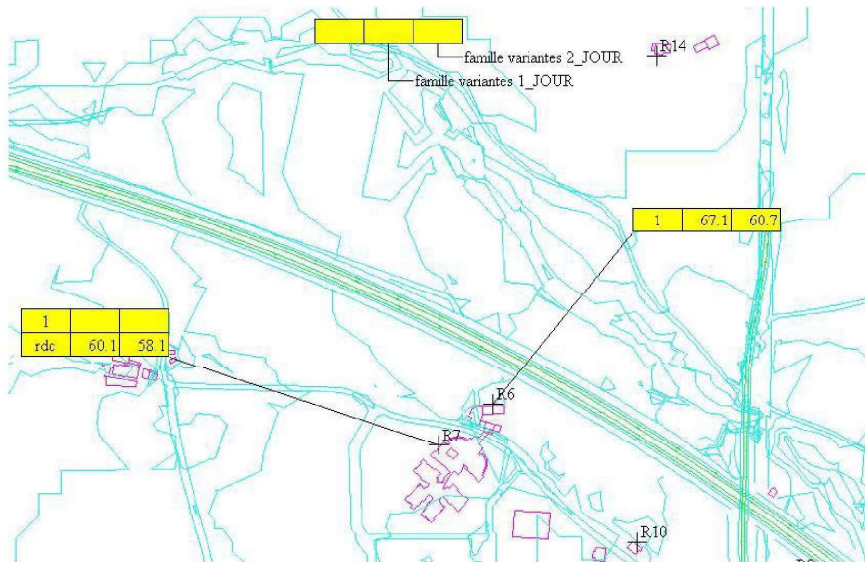 famille variantes 2_JOUR
famille variantes 1_JOUR
R14
1 67.1 60.7
1
rdc 60.1 58.1
R6
R7
R10